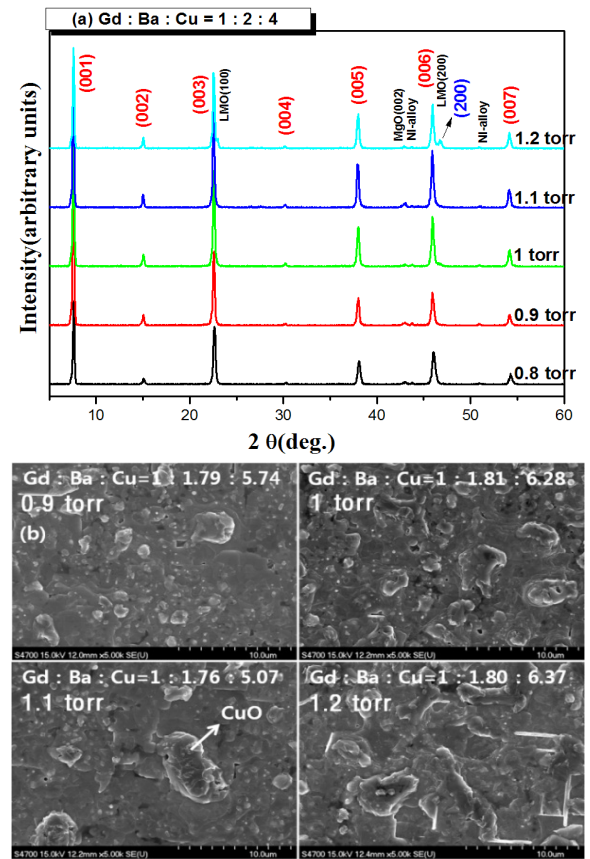 (a) Gd : Ba : Cu = 1 : 2 : 4
Intensity(arbitrary units)
(001)
(002)
(003)
LMO(100)
(004)
(005)
MgO(002)
NI-alloy
(006)
LMO(200)
(200)
NI-alloy
(007)
1.2 torr
1.1 torr
1 torr
0.9 torr
0.8 torr
10 20 30 40 50 60
2 θ(deg.)
Gd : Ba : Cu=1 : 1.79 : 5.74
0.9 torr
(b)
S4700 15.0kV 12.0mm x5.00k SE(U) 10.0um
Gd : Ba : Cu=1 : 1.81 : 6.28
1 torr
S4700 15.0kV 12.2mm x5.00k SE(U) 10.0um
Gd : Ba : Cu=1 : 1.76 : 5.07
1.1 torr
CuO
S4700 15.0kV 12.2mm x5.00k SE(U) 10.0um
Gd : Ba : Cu=1 : 1.80 : 6.37
1.2 torr
S4700 15.0kV 12.4mm x5.00k SE(U) 10.0um